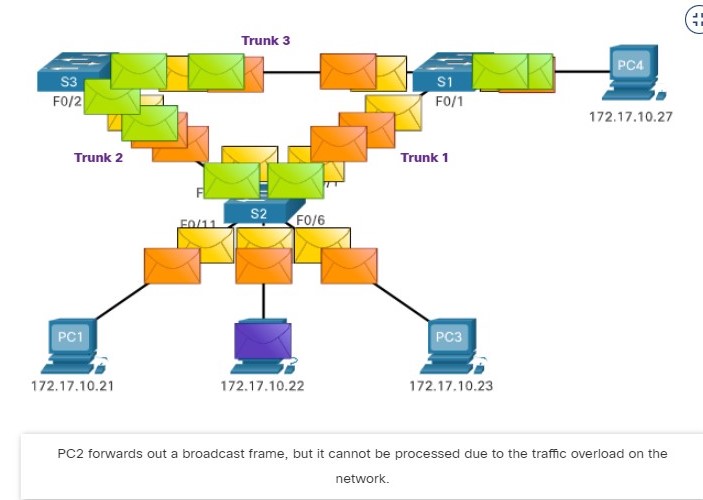 Trunk 3
S3
S1
PC4
F0/2
F0/1
172.17.10.27
Trunk 2
Trunk 1
S2
F0/11
F0/6
PC1
PC3
172.17.10.21
172.17.10.22
172.17.10.23
PC2 forwards out a broadcast frame, but it cannot be processed due to the traffic overload on the
network.